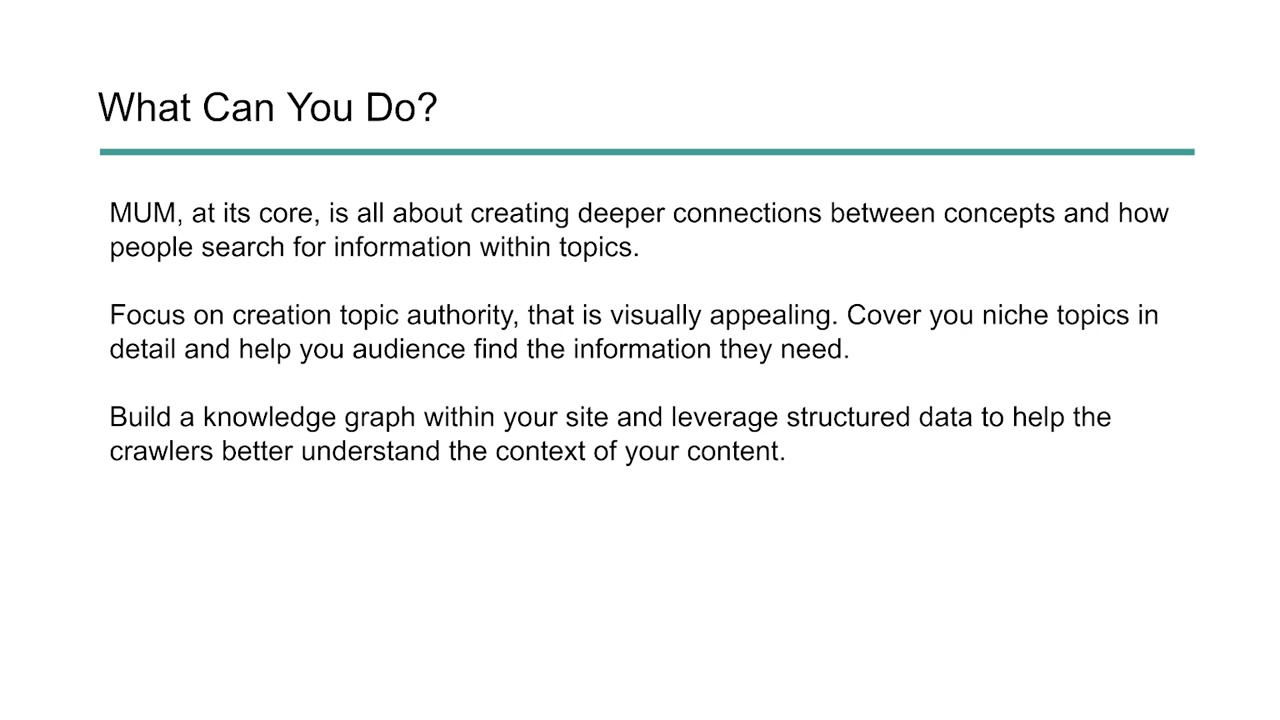 What Can You Do?
MUM, at its core, is all about creating deeper connections between concepts and how
people search for information within topics.
Focus on creation topic authority, that is visually appealing. Cover you niche topics in
detail and help you audience find the information they need.
Build a knowledge graph within your site and leverage structured data to help the
crawlers better understand the context of your content.